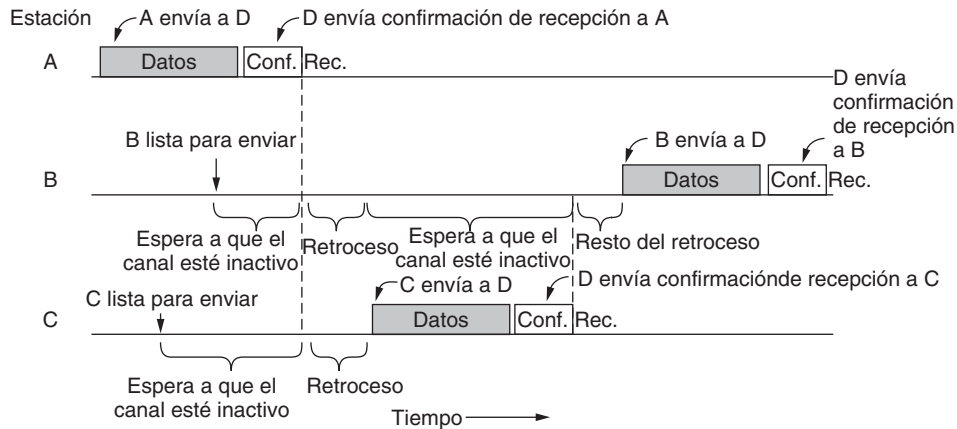 Estación
A envía a D
D envía confirmación de recepción a A
A
Datos
Conf.
Rec.
D envía
confirmación
de recepción
a B
B lista para enviar
B envía a D
B
Datos
Conf.
Rec.
Espera a que el
canal esté inactivo
Retroceso
Espera a que el
canal esté inactivo
Resto del retroceso
C lista para enviar
C envía a D
D envía confirmaciónde recepción a C
C
Datos
Conf.
Rec.
Espera a que el
canal esté inactivo
Retroceso
Tiempo